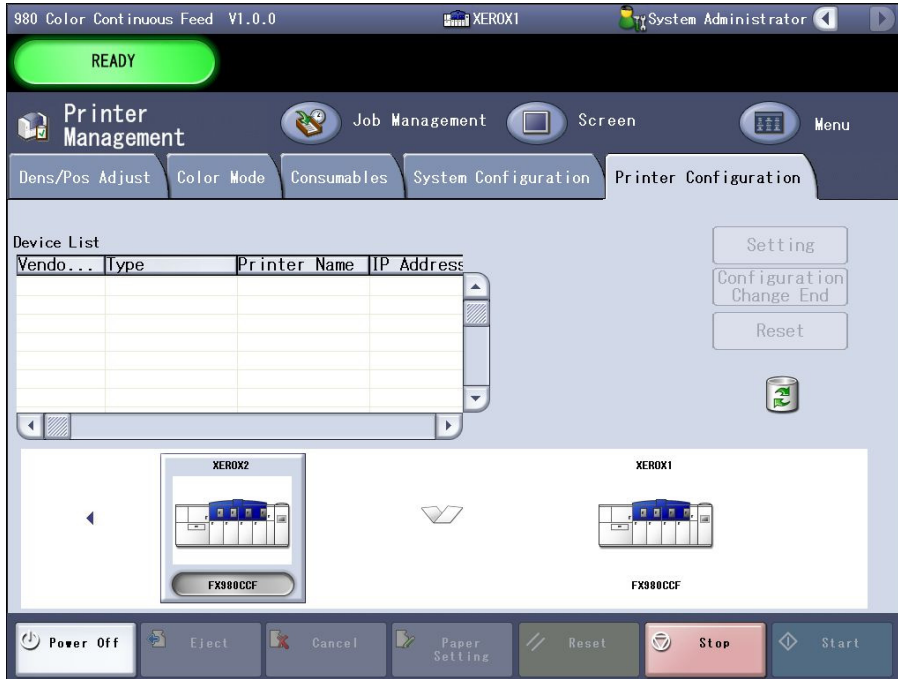 980 Color Continuous Feed V1.0.0
XEROX1
System Administrator
READY
Printer
Management
Job Management
Screen
Menu
Dens/Pos Adjust
Color Mode
Consumables
System Configuration
Printer Configuration
Device List
Setting
Vendo...
Type
Printer Name
IP Address
Configuration
Change End
Reset
XEROX2
XEROX1
FX980CCF
FX980CCF
Power Off
Eject
Cancel
Paper
Setting
Reset
Stop
Start